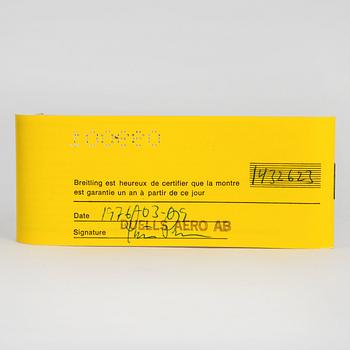 Breitling est heureux de certifier que la montre
est garantie un an à partir de ce jour
1432623
Date 1976-03-09
DUELLS AERO AB
Signature